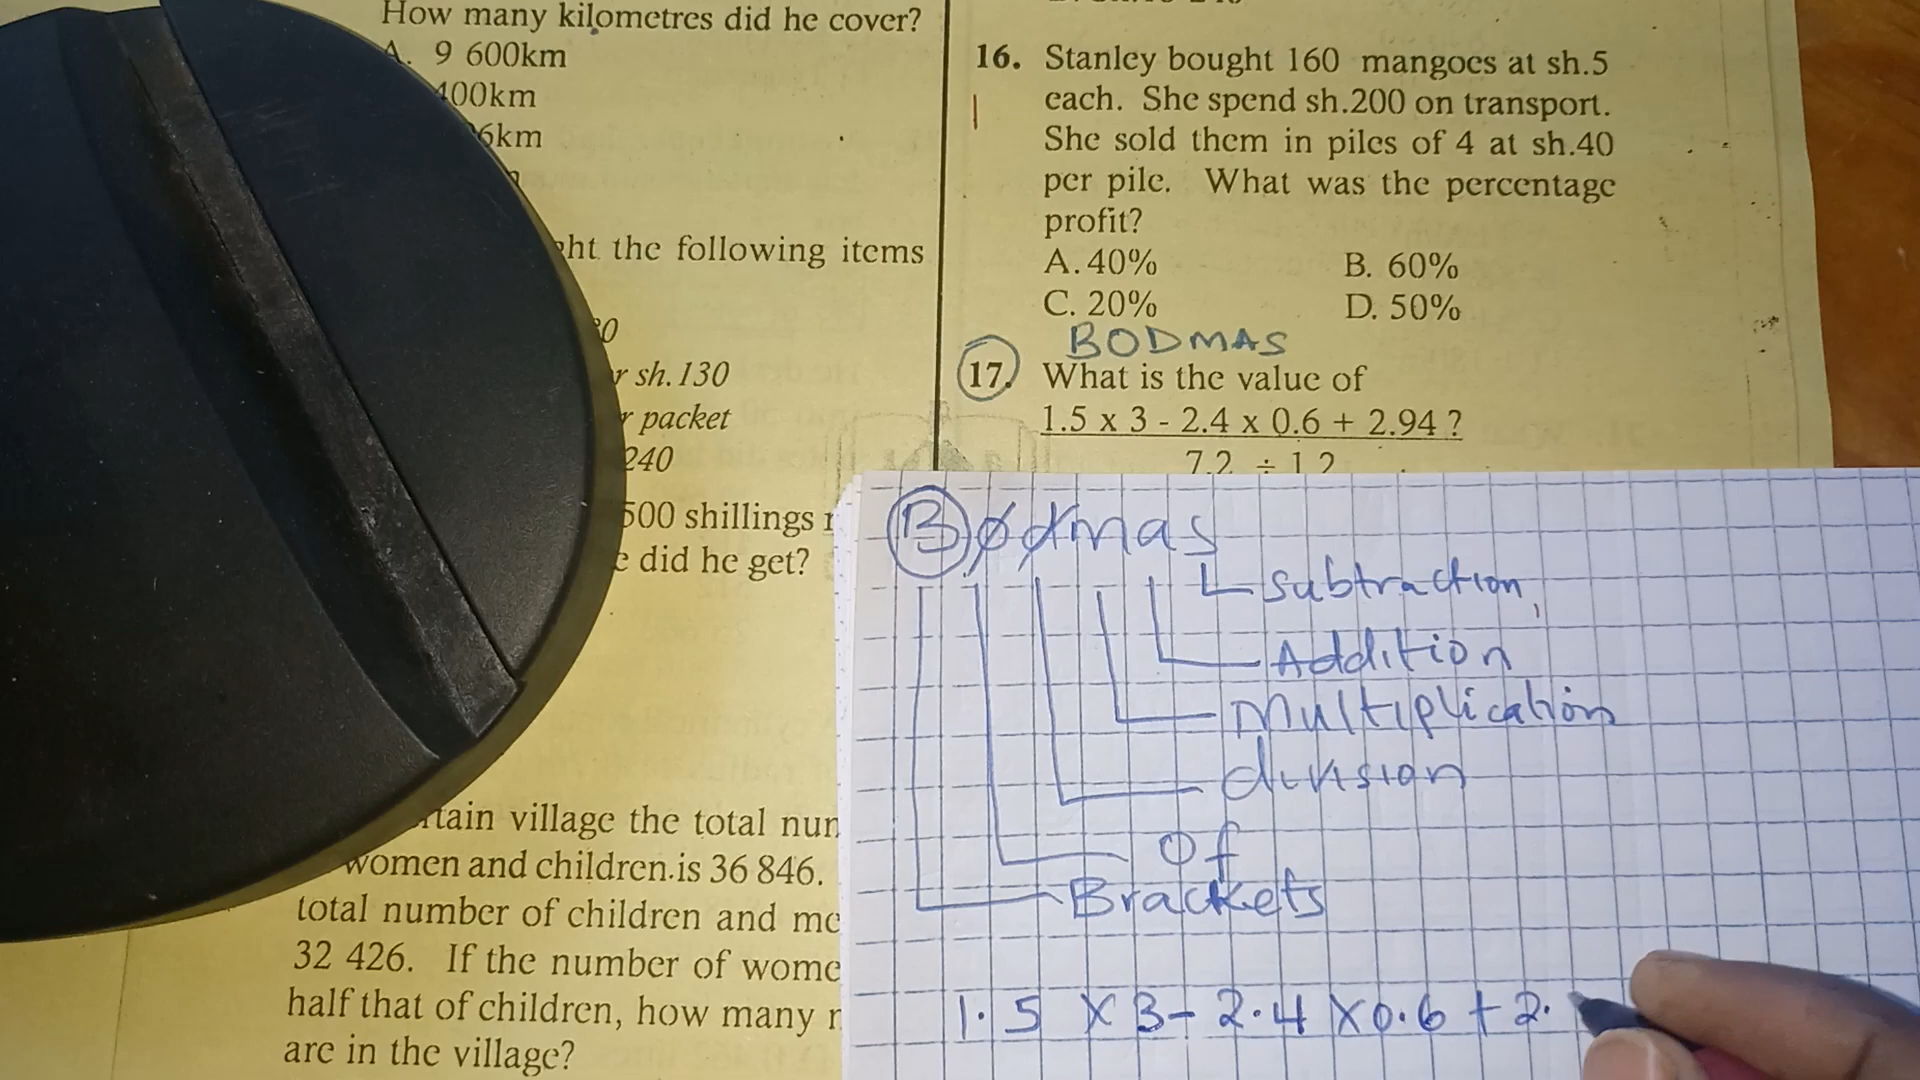 How many kilometres did he cover?
A. 9 600km
400km
6km
the following items
sh. 130
packet
240
500 shillings
did he get?
village the total
women and children.is 36 846.
total number of children and
32 426. If the number of
half that of children, how many
are in the village?
16. Stanley bought 160 mangoes at sh.5
each. She spend sh.200 on transport.
She sold them in piles of 4 at sh.40
per pile. What was the percentage
profit?
A. 40% B. 60%
C. 20% D. 50%
BODMAS
17. What is the value of
1.5 x 3 - 2.4 x 0.6 + 2.94 ?
7.2 ÷ 1.2
Bodmas
subtraction
Addition
Multiplication
division
Of
Brackets
1.5 x 3 - 2.4 x 0.6 + 2.